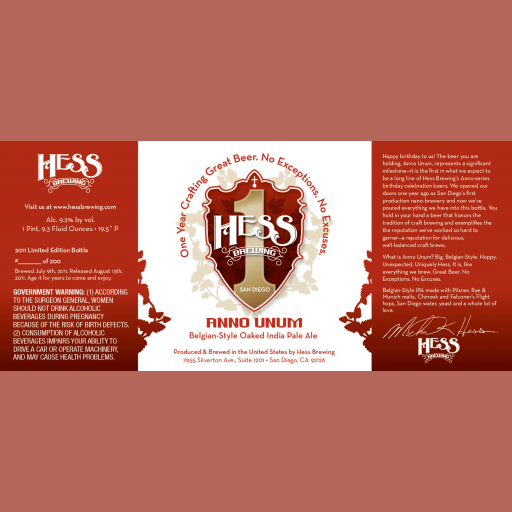 HESS
BREWING
Visit us at www.hessbrewing.com
Alc. 9.2% by vol.
1 Pint, 9.3 Fluid Ounces • 19.5° P
2011 Limited Edition Bottle
#______ of 200
Brewed July 9th, 2011. Released August 13th,
2011. Age it for years to come and enjoy.
GOVERNMENT WARNING: (1) ACCORDING
TO THE SURGEON GENERAL, WOMEN
SHOULD NOT DRINK ALCOHOLIC
BEVERAGES DURING PREGNANCY
BECAUSE OF THE RISK OF BIRTH DEFECTS.
(2) CONSUMPTION OF ALCOHOLIC
BEVERAGES IMPAIRS YOUR ABILITY TO
DRIVE A CAR OR OPERATE MACHINERY,
AND MAY CAUSE HEALTH PROBLEMS.
One Year Crafting Great Beer. No Exceptions. No Excuses.
1
HESS
BREWING
SAN DIEGO
ANNO UNUM
Belgian-Style Oaked India Pale Ale
Produced & Brewed in the United States by Hess Brewing
7955 Silverton Ave., Suite 1201 • San Diego, CA 92126
Happy birthday to us! The beer you are
holding, Anno Unum, represents a significant
milestone—it is the first in what we expect to
be a long line of Hess Brewing's Anno-series
birthday celebration beers. We opened our
doors one year ago as San Diego's first
production nano-brewery and now we've
poured everything we have into this bottle. You
hold in your hand a beer that honors the
tradition of craft brewing and exemplifies the
the reputation we've worked so hard to
garner—a reputation for delicious,
well-balanced craft brews.
What is Anno Unum? Big. Belgian-Style. Hoppy.
Unexpected. Uniquely Hess. It is, like
everything we brew, Great Beer. No
Exceptions. No Excuses.
Belgian-Style IPA made with Pilsner, Rye &
Munich malts, Chinook and Falconer's Flight
hops, San Diego water, yeast and a whole lot of
love.
HESS
BREWING